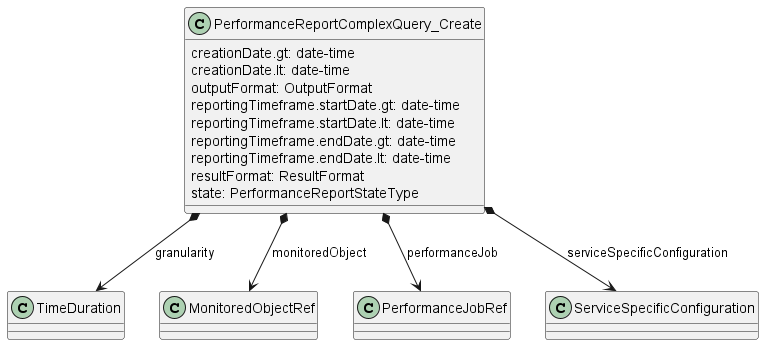 C PerformanceReportComplexQuery_Create
creationDate.gt: date-time
creationDate.lt: date-time
outputFormat: OutputFormat
reportingTimeframe.startDate.gt: date-time
reportingTimeframe.startDate.lt: date-time
reportingTimeframe.endDate.gt: date-time
reportingTimeframe.endDate.lt: date-time
resultFormat: ResultFormat
state: PerformanceReportStateType
granularity
monitoredObject
performanceJob
serviceSpecificConfiguration
C TimeDuration
C MonitoredObjectRef
C PerformanceJobRef
C ServiceSpecificConfiguration